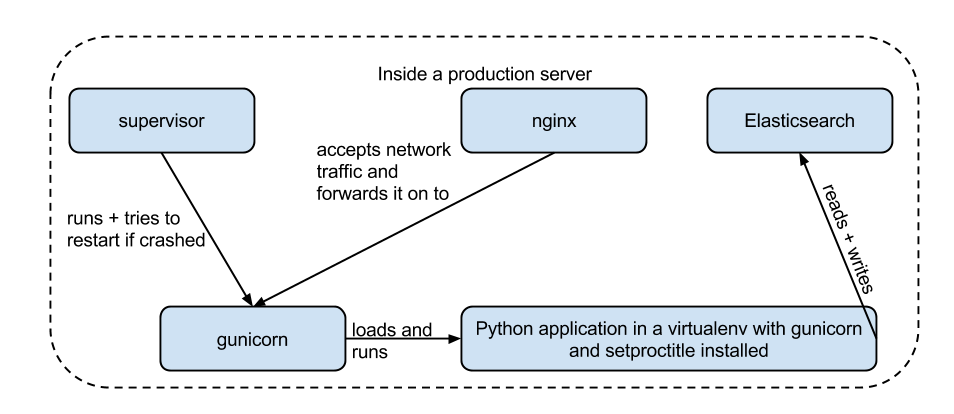 Inside a production server
supervisor
nginx
Elasticsearch
accepts network
traffic and
forwards it on to
runs + tries to
restart if crashed
reads + writes
gunicorn
loads and
runs
Python application in a virtualenv with gunicorn
and setproctitle installed